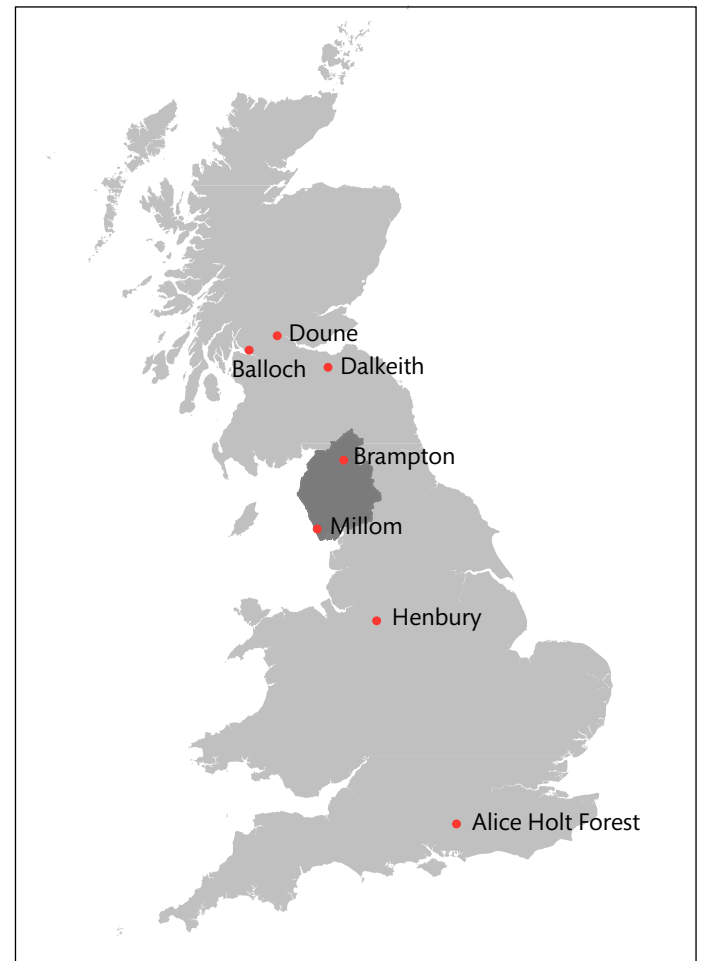 Doune
Balloch
Dalkeith
Brampton
Millom
Henbury
Alice Holt Forest